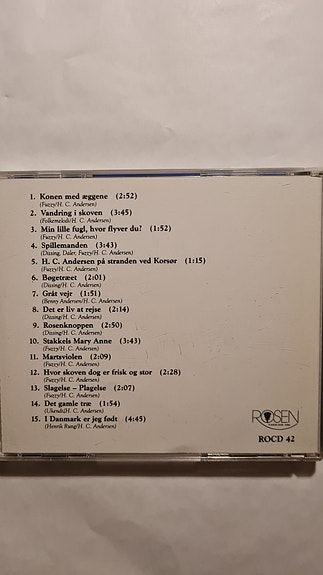 1. Konen med æggene (2:52)
(Fuzzy/H. C. Andersen)
2. Vandring i skoven (3:45)
(Folkemelodi/H. C. Andersen)
3. Min lille fugl, hvor flyver du? (1:52)
(Fuzzy/H. C. Andersen)
4. Spillemanden (3:43)
(Dissing, Dalør, Fuzzy/H. C. Andersen)
5. H. C. Andersen på stranden ved Korsør (1:15)
(Fuzzy/H. C. Andersen)
6. Bøgetræet (2:01)
(Dissing/H. C. Andersen)
7. Gråt vejr (1:51)
(Benny Andersen/H. C. Andersen)
8. Det er liv at rejse (2:14)
(Dissing/H. C. Andersen)
9. Rosenknoppen (2:50)
(Dissing/H. C. Andersen)
10. Stakkels Mary Anne (3:43)
(Fuzzy/H. C. Andersen)
11. Martsviolen (2:09)
(Fuzzy/H. C. Andersen)
12. Hvor skoven dog er frisk og stor (2:28)
(Fuzzy/H. C. Andersen)
13. Slagelse – Plagelse (2:07)
(Fuzzy/H. C. Andersen)
14. Det gamle træ (1:54)
(Ukendt/H. C. Andersen)
15. I Danmark er jeg født (4:45)
(Henrik Rung/H. C. Andersen)
ROSEN
ROCD 42